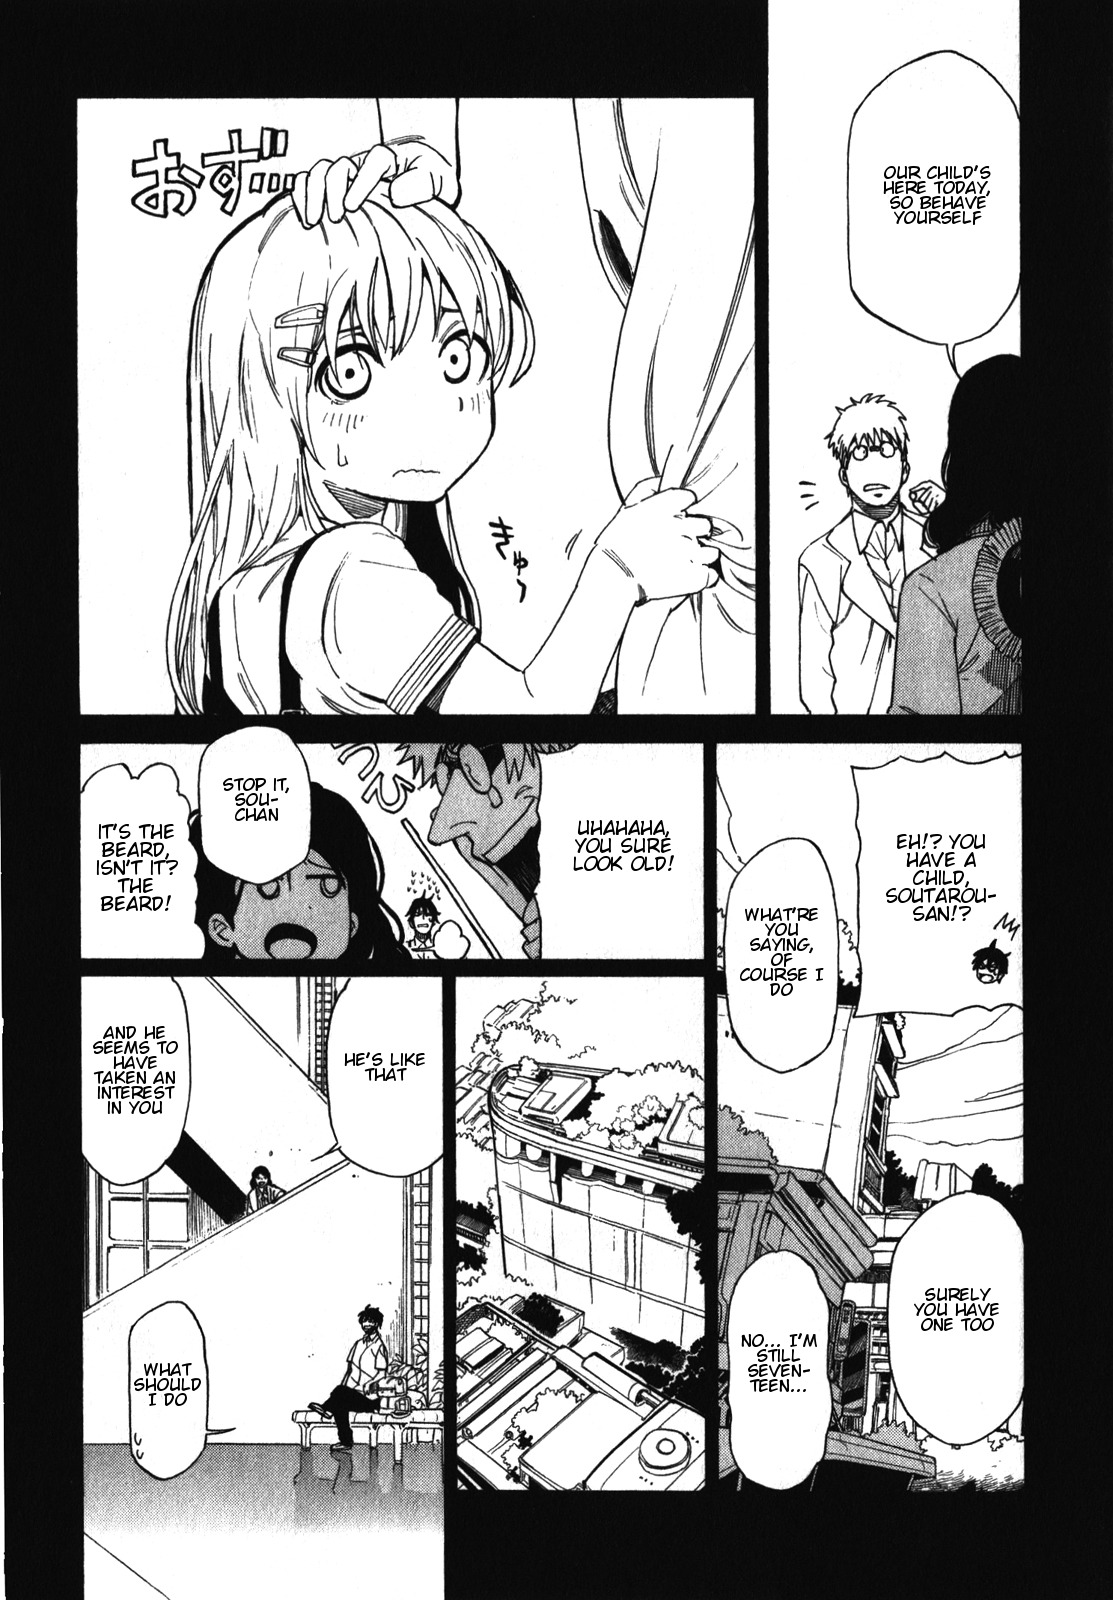 OUR CHILD'S
HERE TODAY,
SO BEHAVE
YOURSELF
おず…
きゅ〜
EH!? YOU
HAVE A
CHILD,
SOUTAROU-
SAN!?
WHAT'RE
YOU
SAYING,
OF
COURSE I
DO
SURELY
YOU HAVE
ONE TOO
NO... I'M
STILL
SEVEN-
TEEN...
UHAHAHA,
YOU SURE
LOOK OLD!
STOP IT,
SOU-
CHAN
IT'S THE
BEARD,
ISN'T IT?
THE
BEARD!
HE'S LIKE
THAT
AND HE
SEEMS TO
HAVE
TAKEN AN
INTEREST
IN YOU
WHAT
SHOULD
I DO